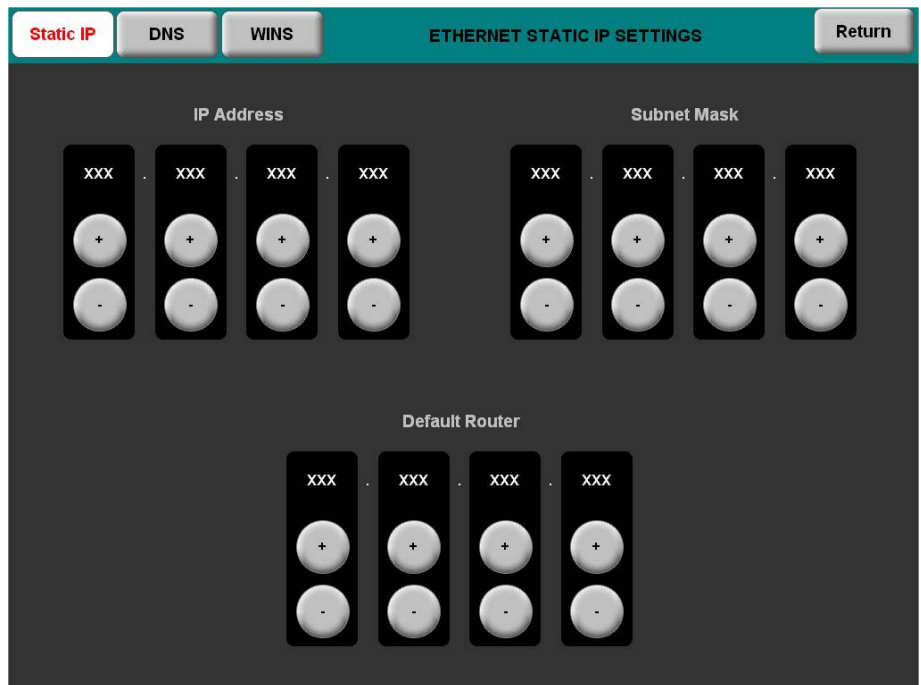 Static IP DNS WINS ETHERNET STATIC IP SETTINGS Return
IP Address
XXX . XXX . XXX . XXX
+ + + +
- - - -
Subnet Mask
XXX . XXX . XXX . XXX
+ + + +
- - - -
Default Router
XXX . XXX . XXX . XXX
+ + + +
- - - -